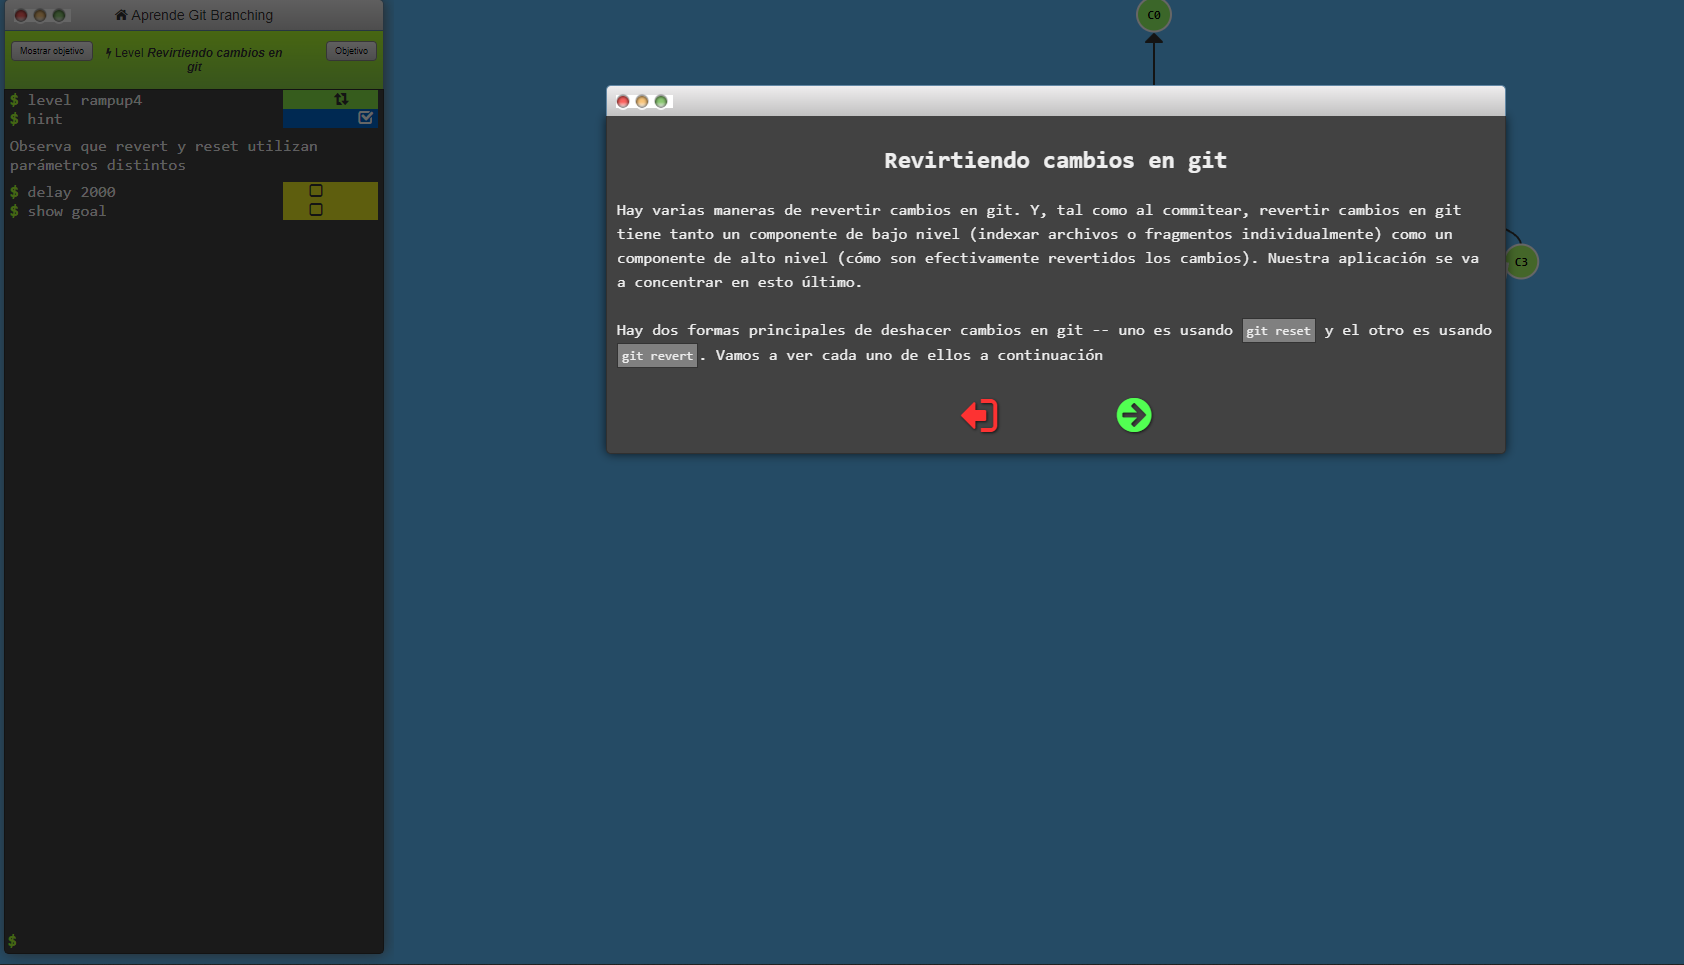 Aprende Git Branching
Mostrar objetivo
Level Revirtiendo cambios en
git
Objetivo
$ level rampup4
$ hint
Observa que revert y reset utilizan
parámetros distintos
$ delay 2000
$ show goal
$
C0
C3
Revirtiendo cambios en git
Hay varias maneras de revertir cambios en git. Y, tal como al commitear, revertir cambios en git
tiene tanto un componente de bajo nivel (indexar archivos o fragmentos individualmente) como un
componente de alto nivel (cómo son efectivamente revertidos los cambios). Nuestra aplicación se va
a concentrar en esto último.
Hay dos formas principales de deshacer cambios en git -- uno es usando git reset y el otro es usando
git revert. Vamos a ver cada uno de ellos a continuación